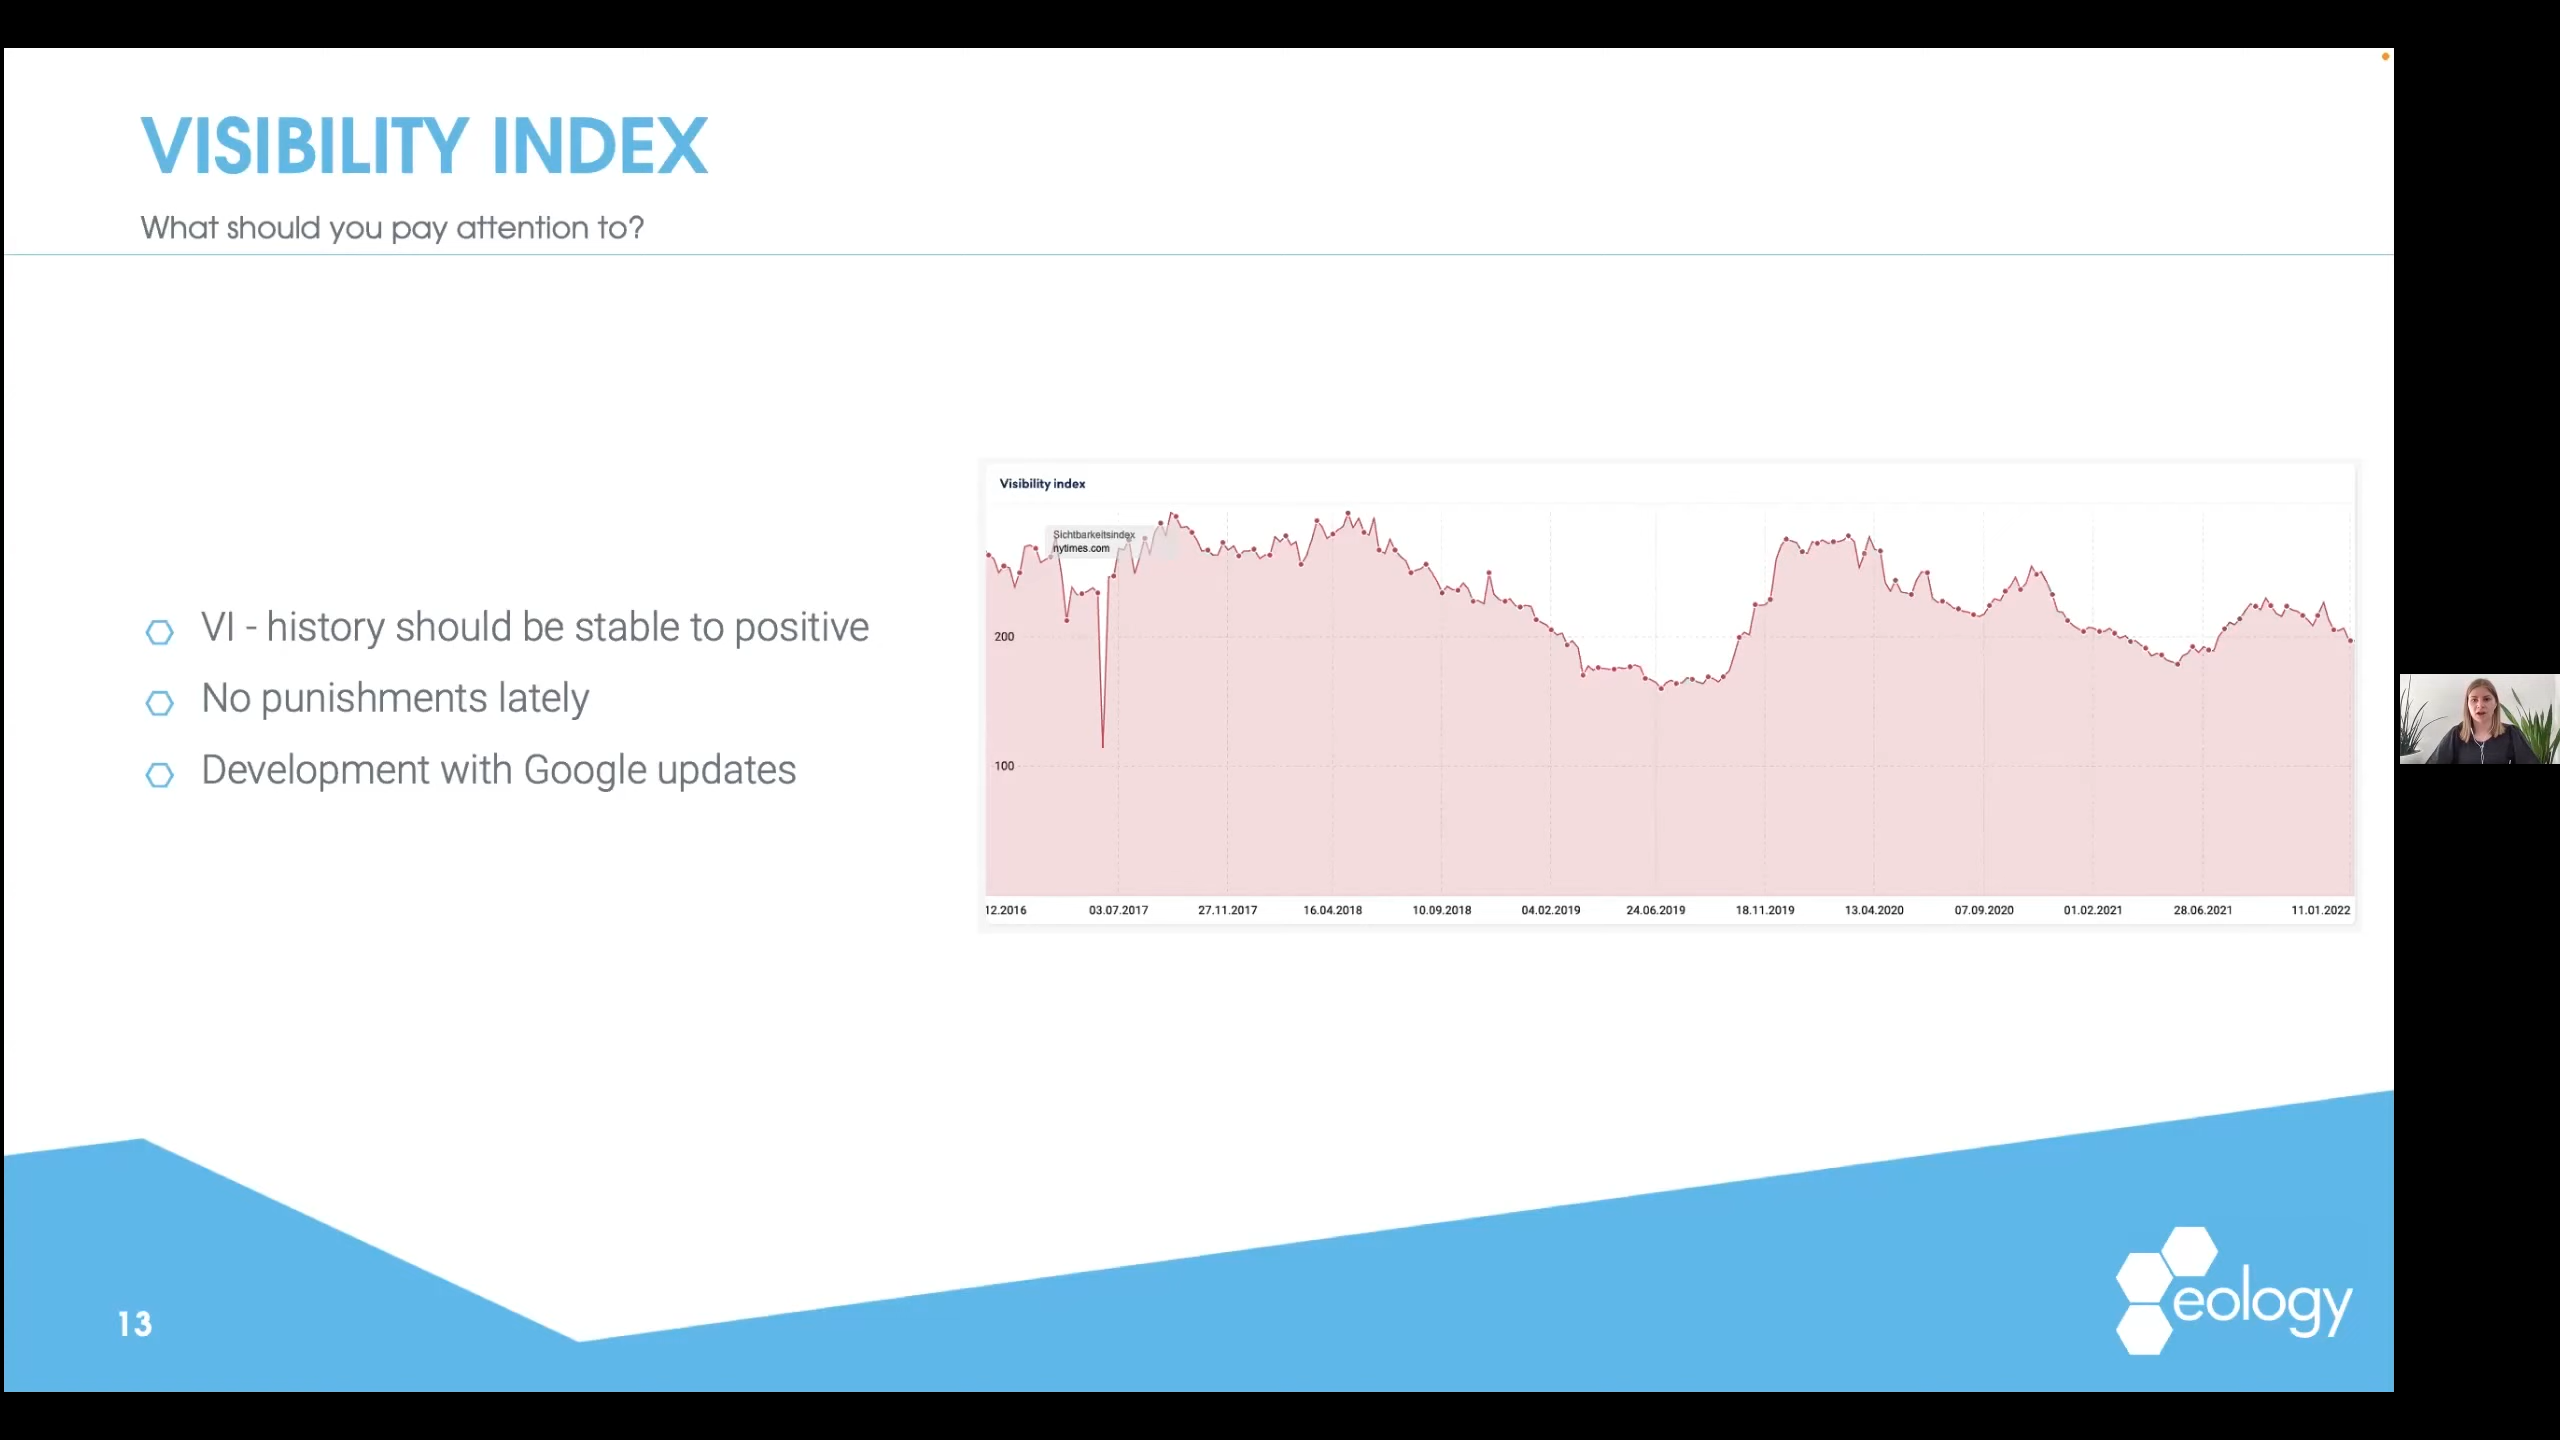 VISIBILITY INDEX
What should you pay attention to?
VI - history should be stable to positive
No punishments lately
Development with Google updates
Visibility index
Sichtbarkeitsindex
nytimes.com
200
100
12.2016 03.07.2017 27.11.2017 16.04.2018 10.09.2018 04.02.2019 24.06.2019 18.11.2019 13.04.2020 07.09.2020 01.02.2021 28.06.2021 11.01.2022
13
eology